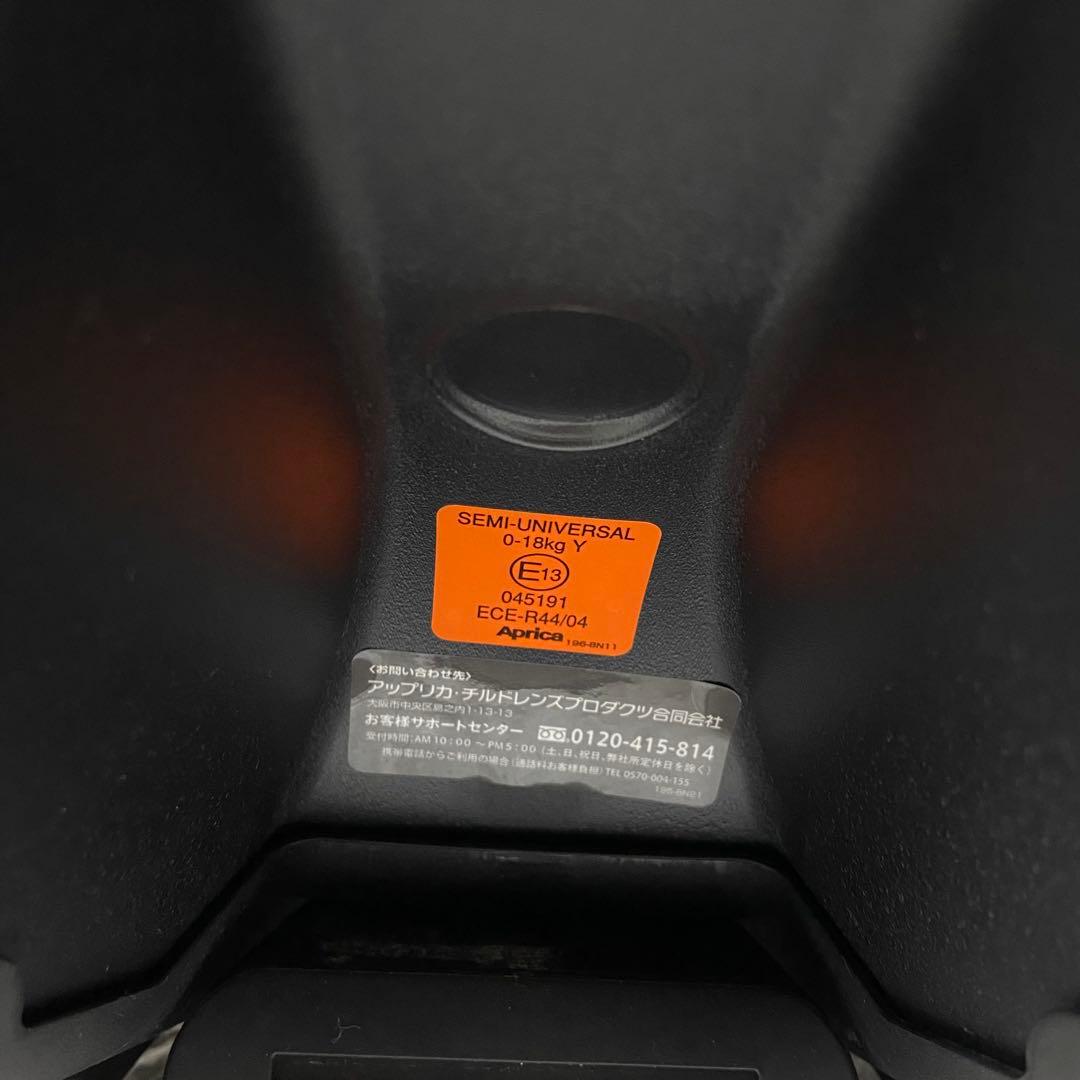 SEMI-UNIVERSAL
0-18kg Y
E13
045191
ECE-R44/04
Aprica 196-8N11
〈お問い合わせ先〉
アップリカ・チルドレンズプロダクツ合同会社
大阪市中央区島之内1-13-13
お客様サポートセンター 0120-415-814
受付時間:AM10:00～PM5:00（土、日、祝日、弊社所定休日を除く）
携帯電話からご利用の場合（通話料お客様負担）TEL 0570-004-155
196-8N21